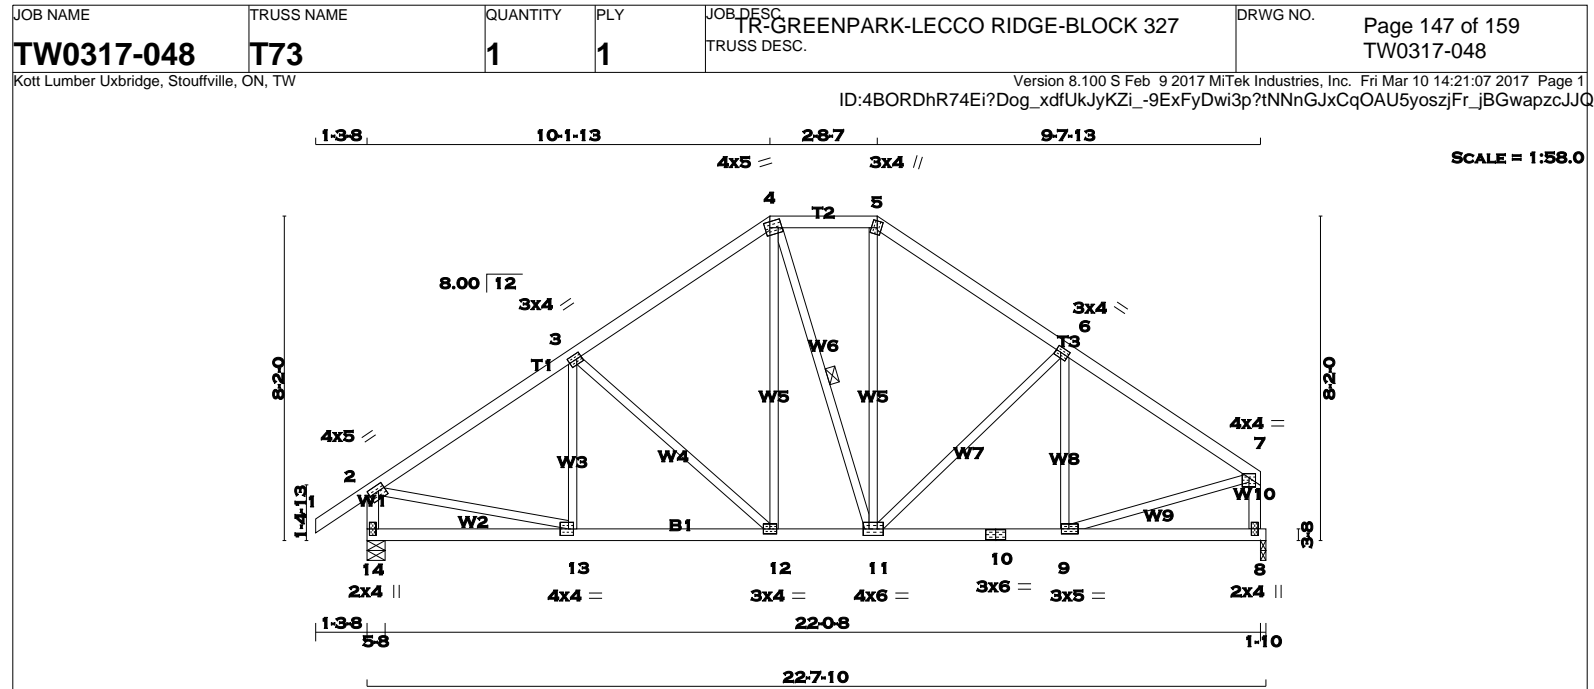 JOB NAME TRUSS NAME QUANTITY PLY JOB DESC. TR-GREENPARK-LECCO RIDGE-BLOCK 327 DRWG NO. Page 147 of 159
TW0317-048 T73 1 1 TRUSS DESC. TW0317-048
Kott Lumber Uxbridge, Stouffville, ON, TW Version 8.100 S Feb 9 2017 MiTek Industries, Inc. Fri Mar 10 14:21:07 2017 Page 1
ID:4BORDhR74Ei?Dog_xdfUkJyKZi_-9ExFyDwi3p?tNNnGJxCqOAU5yoszjFr_jBGwapzcJJQ
1-3-8 10-1-13 2-8-7 9-7-13
SCALE = 1:58.0
4x5 = 3x4 //
4 5
T2
8.00 12
3x4 //
3x4 \\
3 6
T1 T3
W6
8-2-0 8-2-0
W5 W5
4x5 //
4x4 =
2 7
W3 W4 W7 W8
1-4-13
1 W1 W10
W2 B1 W9
3-8
14 13 12 11 10 9 8
2x4 || 4x4 = 3x4 = 4x6 = 3x6 = 3x5 = 2x4 ||
1-3-8 22-0-8
5-8 1-10
22-7-10